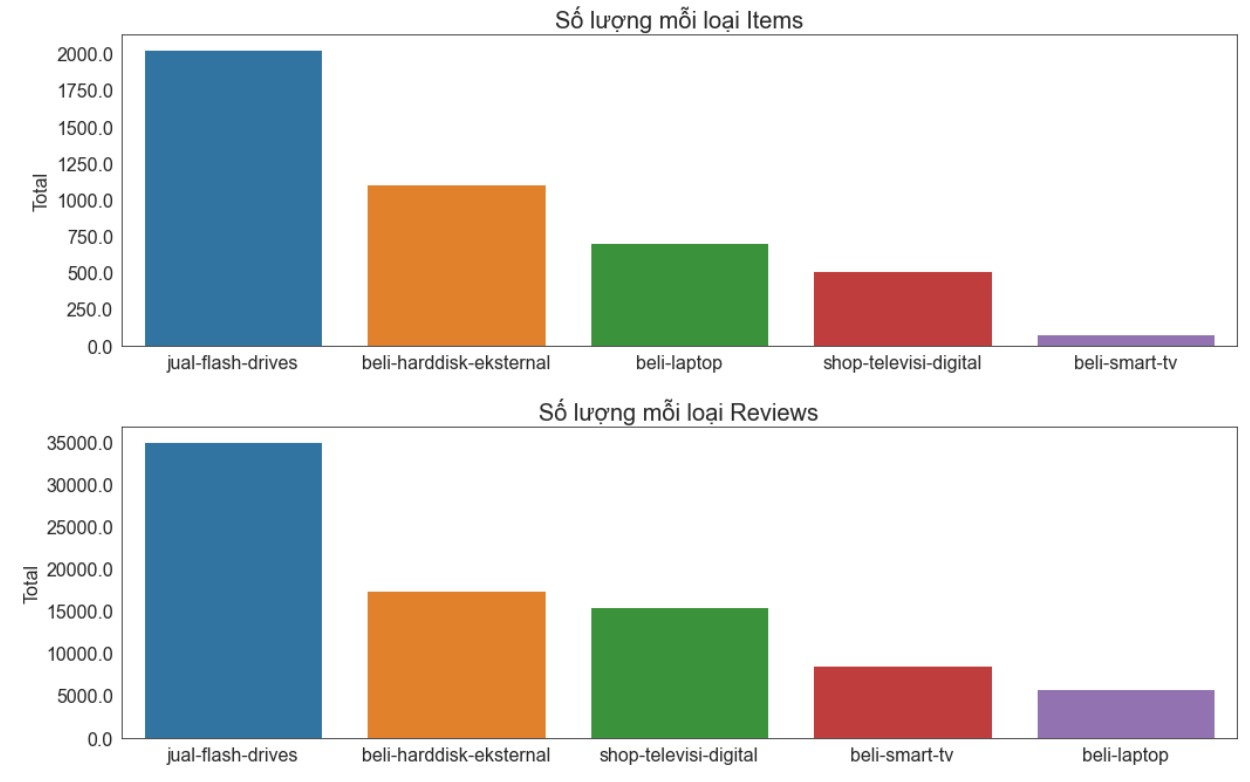 Số lượng mỗi loại Items
2000.0
1750.0
1500.0
1250.0
1000.0
750.0
500.0
250.0
0.0
Total
jual-flash-drives beli-harddisk-eksternal beli-laptop shop-televisi-digital beli-smart-tv
Số lượng mỗi loại Reviews
35000.0
30000.0
25000.0
20000.0
15000.0
10000.0
5000.0
0.0
Total
jual-flash-drives beli-harddisk-eksternal shop-televisi-digital beli-smart-tv beli-laptop